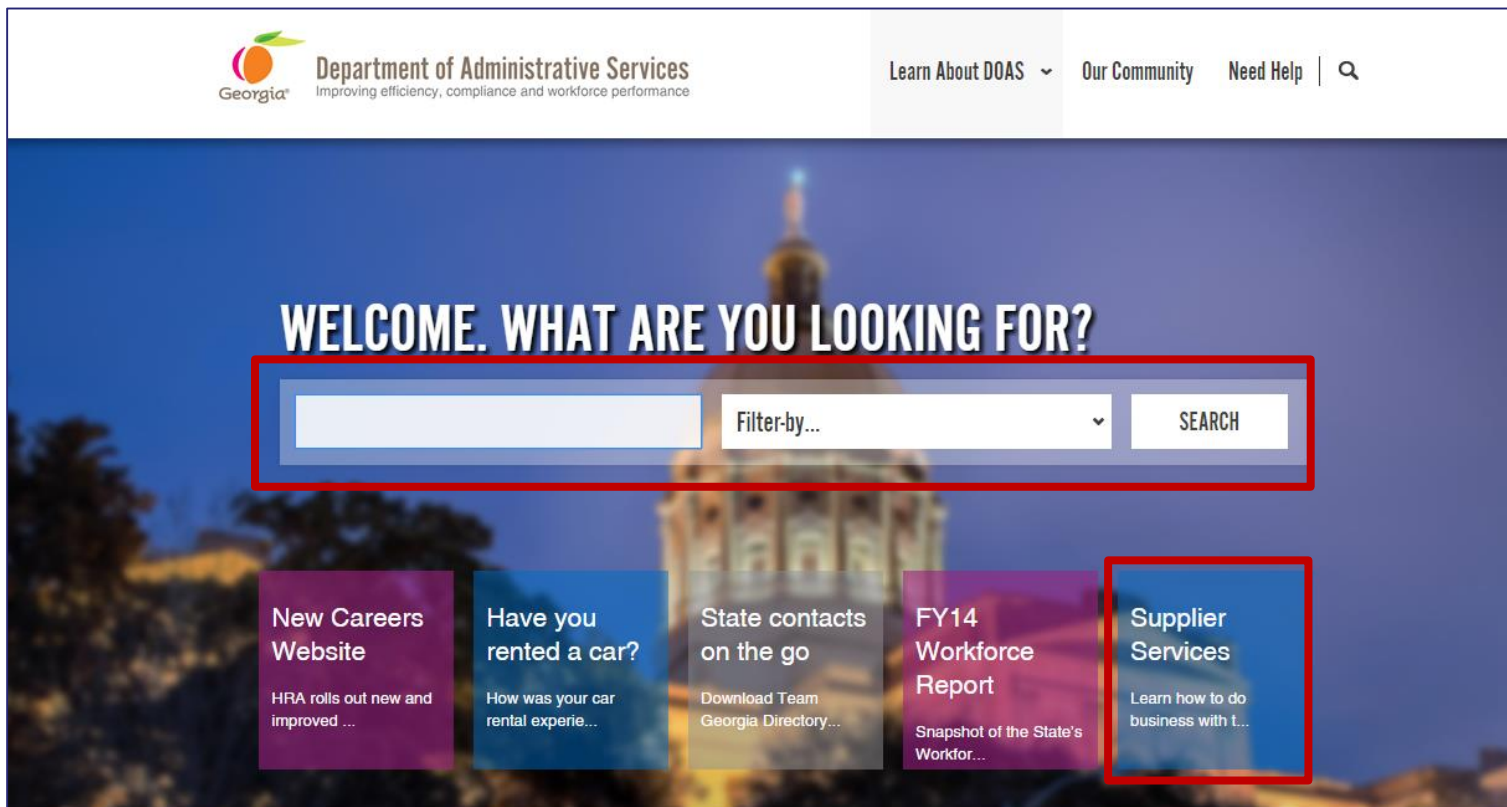 Georgia®
Department of Administrative Services
Improving efficiency, compliance and workforce performance
Learn About DOAS
Our Community
Need Help
WELCOME. WHAT ARE YOU LOOKING FOR?
Filter-by...
SEARCH
New Careers
Website
HRA rolls out new and
improved ...
Have you
rented a car?
How was your car
rental experie...
State contacts
on the go
Download Team
Georgia Directory...
FY14
Workforce
Report
Snapshot of the State's
Workfor...
Supplier
Services
Learn how to do
business with t...